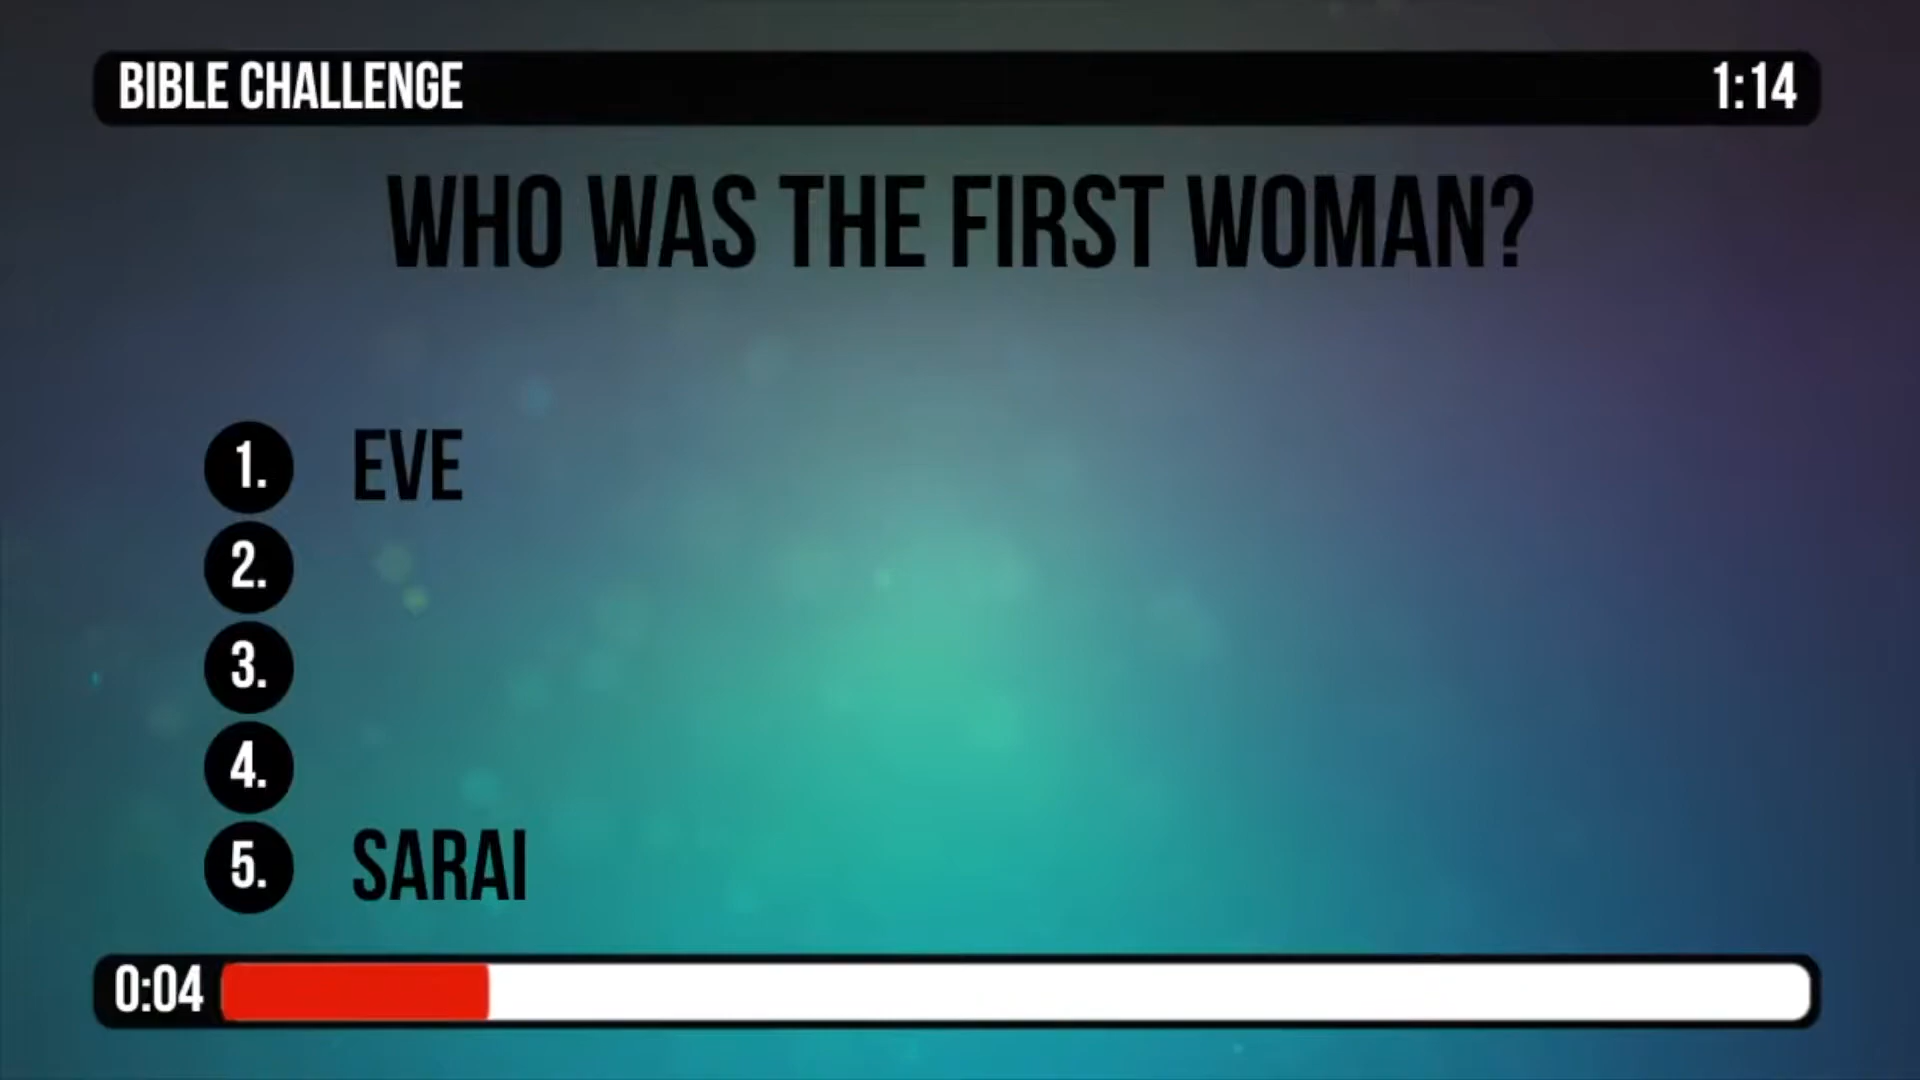 BIBLE CHALLENGE 1:14
WHO WAS THE FIRST WOMAN?
1. EVE
2.
3.
4.
5. SARAI
0:04